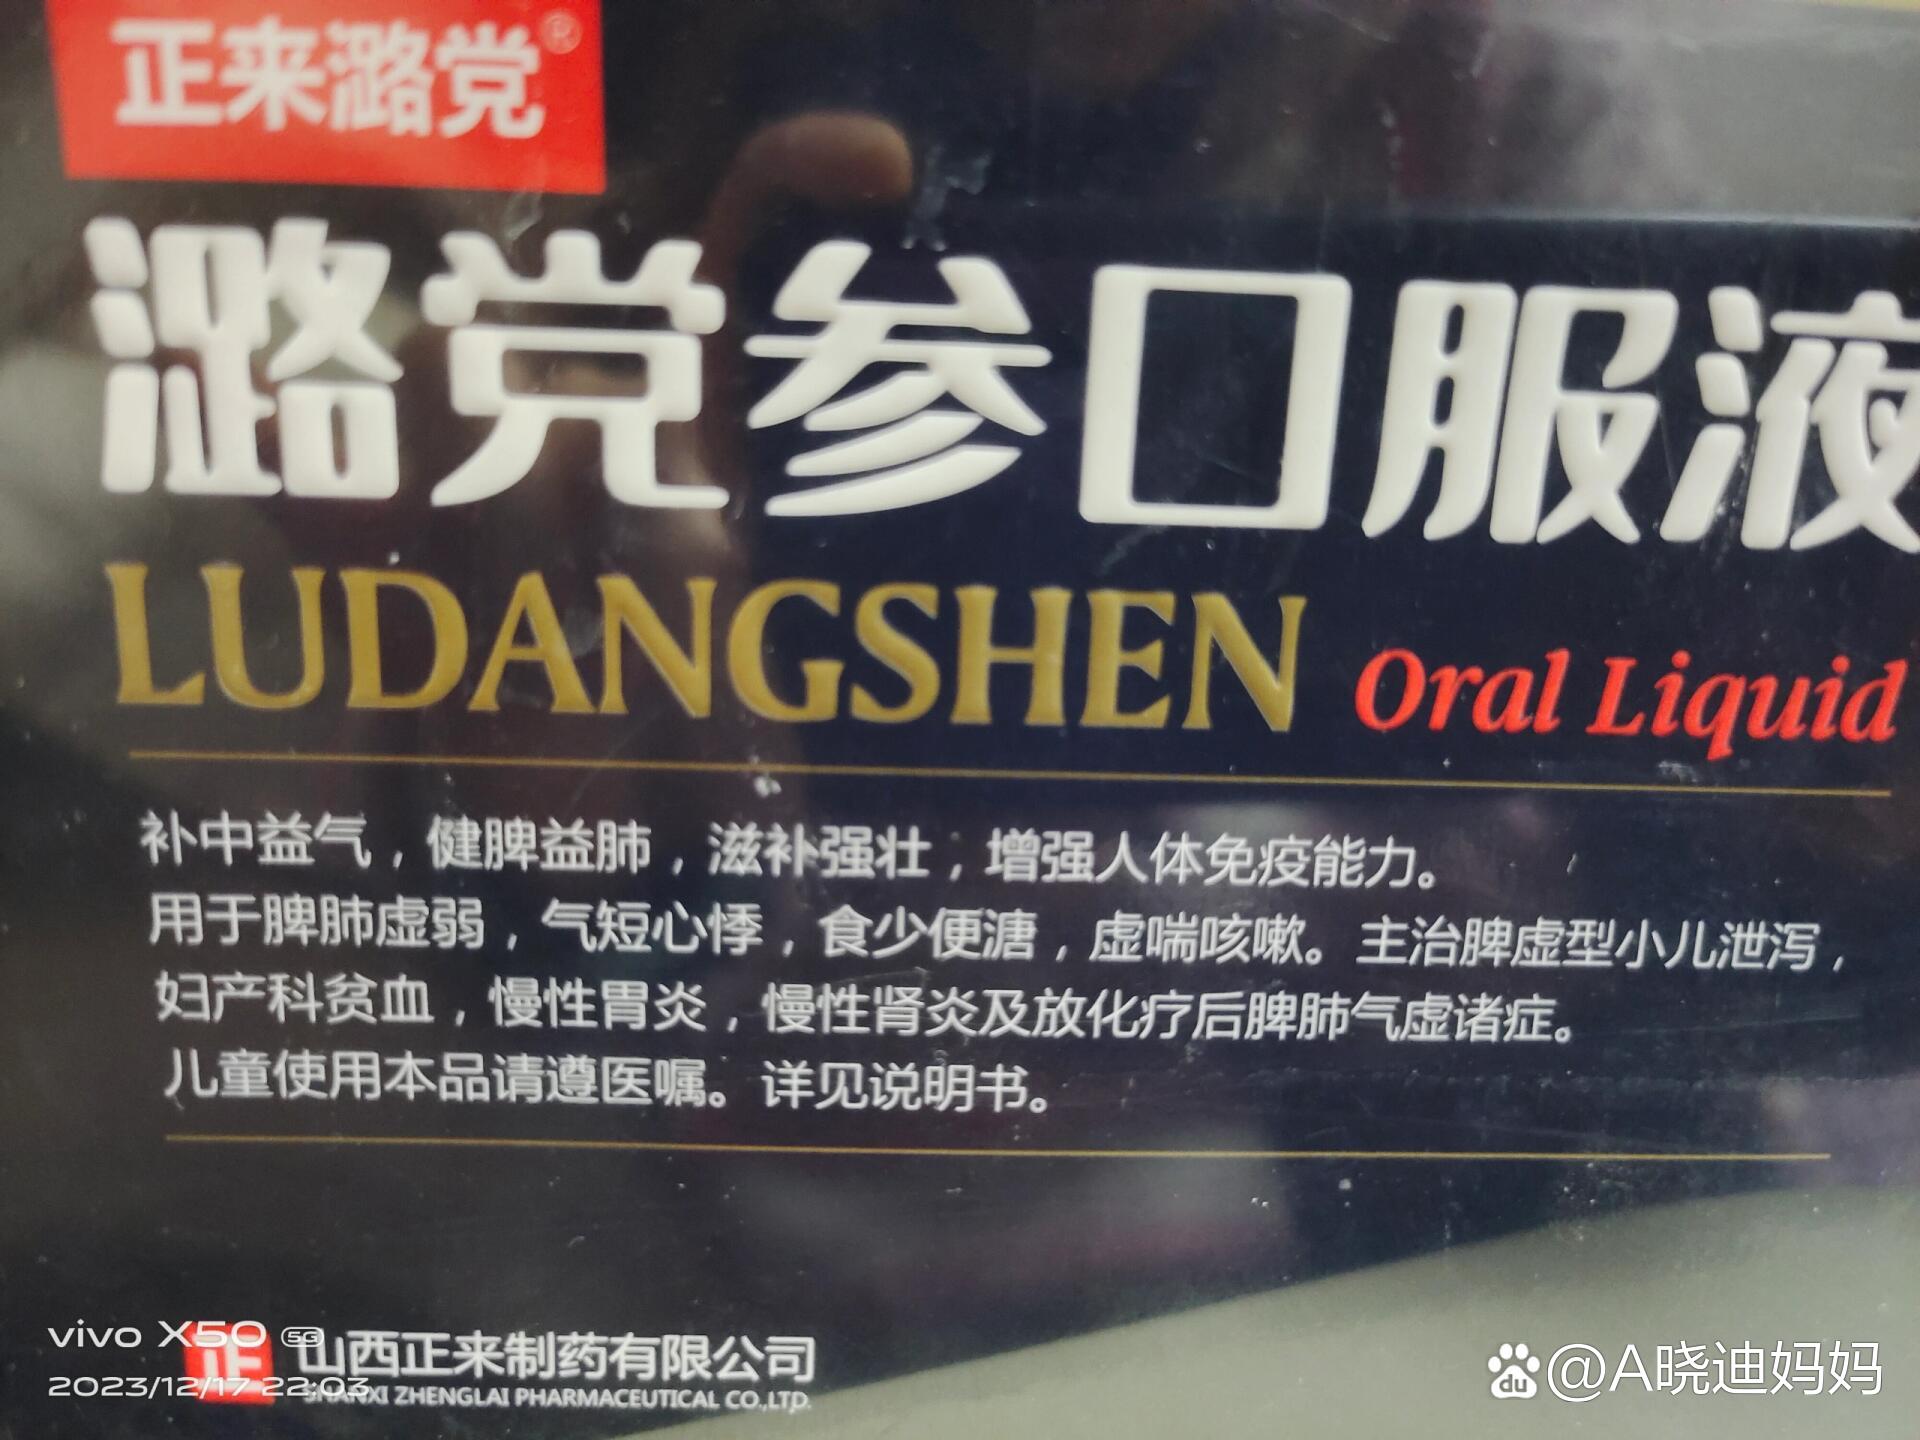 正来潞党®
潞党参口服液
LUDANGSHEN Oral Liquid
补中益气，健脾益肺，滋补强壮；增强人体免疫能力。
用于脾肺虚弱，气短心悸，食少便溏，虚喘咳嗽。主治脾虚型小儿泄泻，
妇产科贫血，慢性胃炎，慢性肾炎及放化疗后脾肺气虚诸症。
儿童使用本品请遵医嘱。详见说明书。
正 山西正来制药有限公司
SHANXI ZHENGLAI PHARMACEUTICAL CO.,LTD.
vivo X50 5G
2023/12/17 22:03
du @A晓迪妈妈